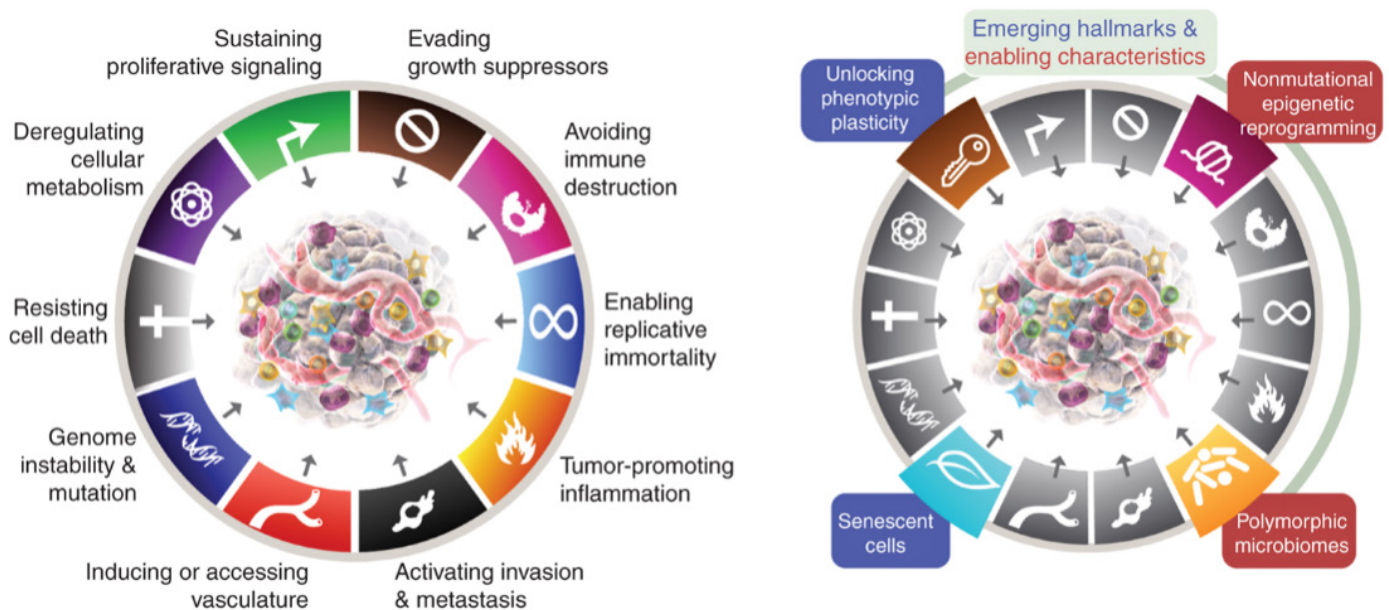 Sustaining
proliferative signaling
Evading
growth suppressors
Deregulating
cellular
metabolism
Avoiding
immune
destruction
Resisting
cell death
Enabling
replicative
immortality
Genome
instability &
mutation
Tumor-promoting
inflammation
Inducing or accessing
vasculature
Activating invasion
& metastasis
Emerging hallmarks &
enabling characteristics
Unlocking
phenotypic
plasticity
Nonmutational
epigenetic
reprogramming
Senescent
cells
Polymorphic
microbiomes